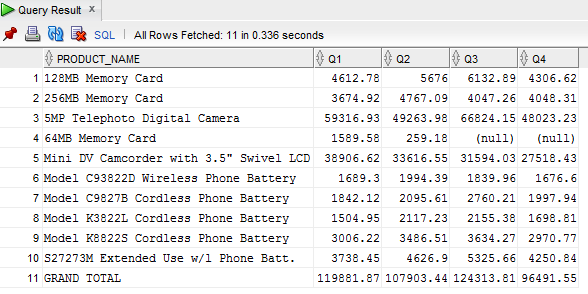 Query Result ×
SQL | All Rows Fetched: 11 in 0.336 seconds
PRODUCT_NAME Q1 Q2 Q3 Q4
1 128MB Memory Card 4612.78 5676 6132.89 4306.62
2 256MB Memory Card 3674.92 4767.09 4047.26 4048.31
3 5MP Telephoto Digital Camera 59316.93 49263.98 66824.15 48023.23
4 64MB Memory Card 1589.58 259.18 (null) (null)
5 Mini DV Camcorder with 3.5" Swivel LCD 38906.62 33616.55 31594.03 27518.43
6 Model C93822D Wireless Phone Battery 1689.3 1994.39 1839.96 1676.6
7 Model C9827B Cordless Phone Battery 1842.12 2095.61 2760.21 1997.94
8 Model K3822L Cordless Phone Battery 1504.95 2117.23 2155.38 1698.81
9 Model K8822S Cordless Phone Battery 3006.22 3486.51 3634.27 2970.77
10 S27273M Extended Use w/l Phone Batt. 3738.45 4626.9 5325.66 4250.84
11 GRAND TOTAL 119881.87 107903.44 124313.81 96491.55